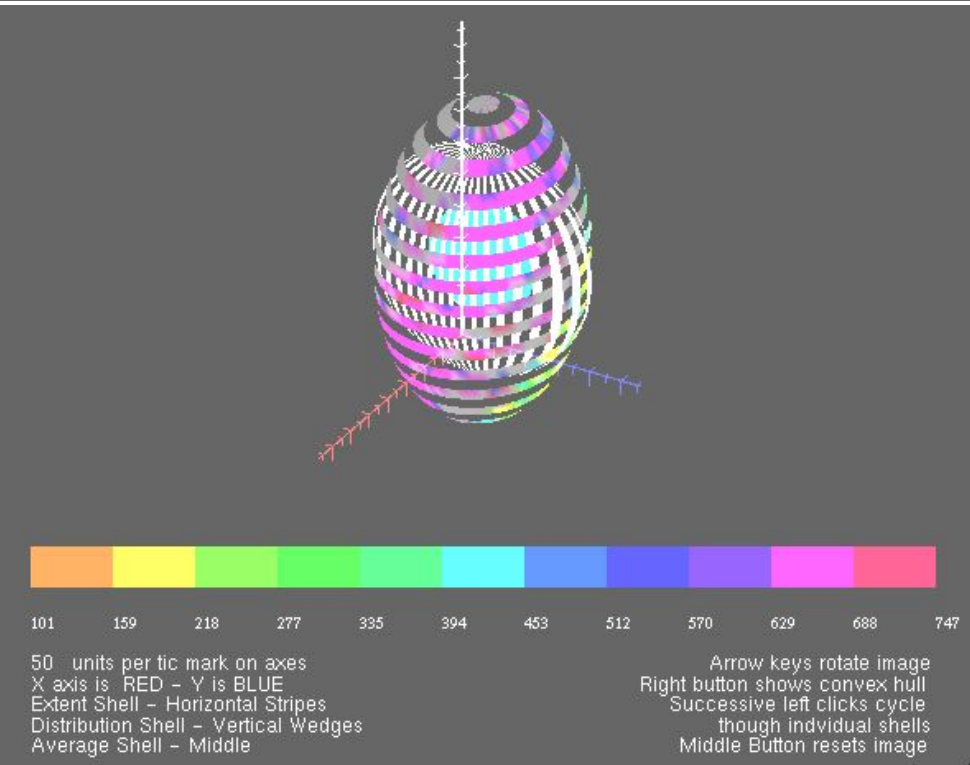 101 159 218 277 335 394 453 512 570 629 688 747
50 units per tic mark on axes
X axis is RED - Y is BLUE
Extent Shell - Horizontal Stripes
Distribution Shell - Vertical Wedges
Average Shell - Middle
Arrow keys rotate image
Right button shows convex hull
Successive left clicks cycle
though indvidual shells
Middle Button resets image